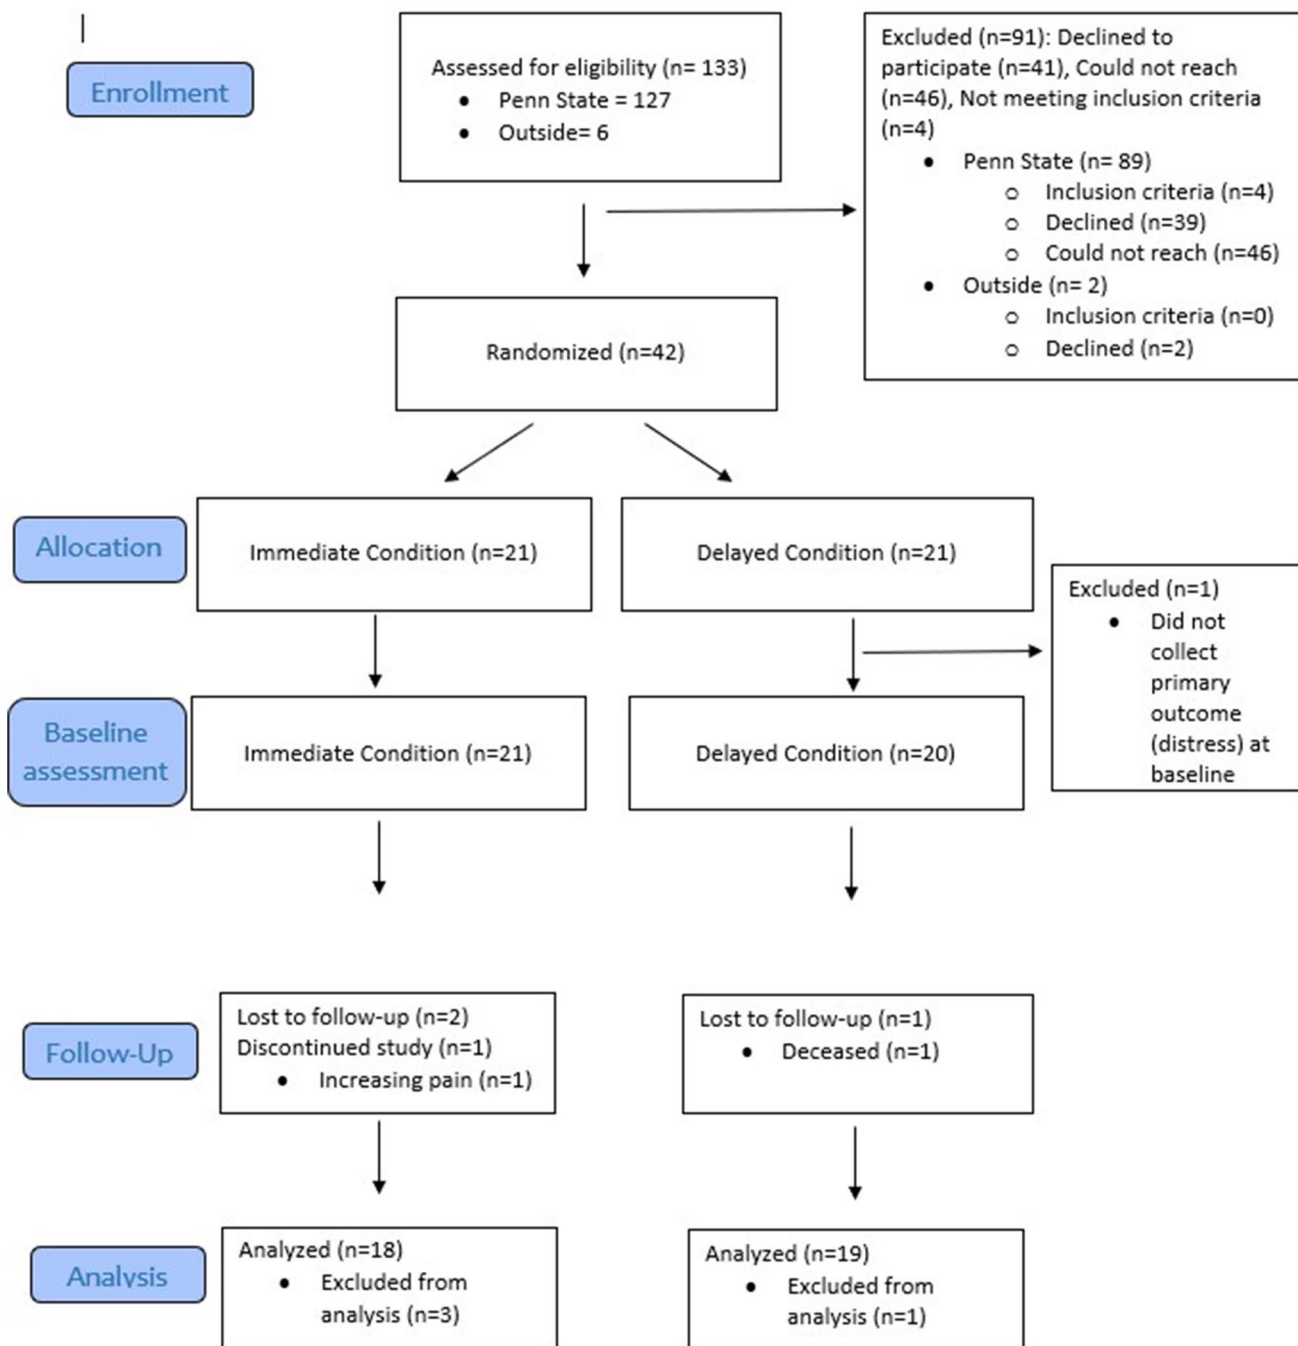 Enrollment
Assessed for eligibility (n= 133)
• Penn State = 127
• Outside= 6
Excluded (n=91): Declined to
participate (n=41), Could not reach
(n=46), Not meeting inclusion criteria
(n=4)
• Penn State (n= 89)
o Inclusion criteria (n=4)
o Declined (n=39)
o Could not reach (n=46)
• Outside (n= 2)
o Inclusion criteria (n=0)
o Declined (n=2)
Randomized (n=42)
Allocation
Immediate Condition (n=21)
Delayed Condition (n=21)
Excluded (n=1)
• Did not
collect
primary
outcome
(distress) at
baseline
Baseline
assessment
Immediate Condition (n=21)
Delayed Condition (n=20)
Follow-Up
Lost to follow-up (n=2)
Discontinued study (n=1)
• Increasing pain (n=1)
Lost to follow-up (n=1)
• Deceased (n=1)
Analysis
Analyzed (n=18)
• Excluded from
analysis (n=3)
Analyzed (n=19)
• Excluded from
analysis (n=1)